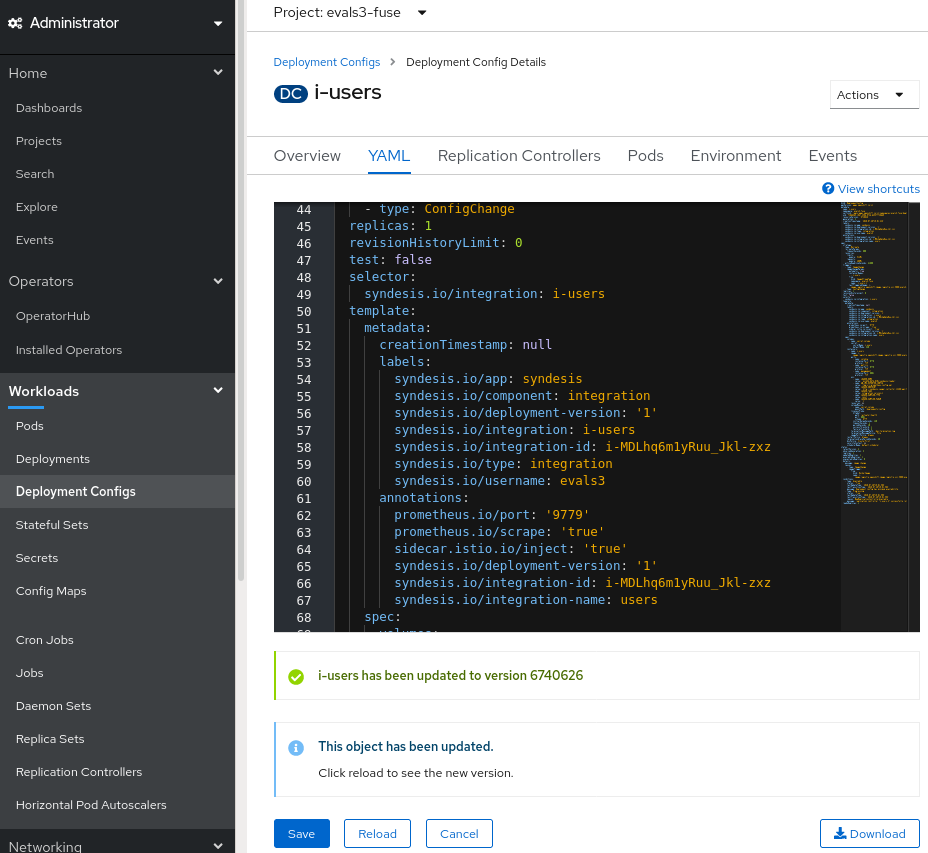 Administrator
Home
Dashboards
Projects
Search
Explore
Events
Operators
OperatorHub
Installed Operators
Workloads
Pods
Deployments
Deployment Configs
Stateful Sets
Secrets
Config Maps
Cron Jobs
Jobs
Daemon Sets
Replica Sets
Replication Controllers
Horizontal Pod Autoscalers
Networking
Project: evals3-fuse
Deployment Configs > Deployment Config Details
DC i-users
Actions
Overview YAML Replication Controllers Pods Environment Events
View shortcuts
44 - type: ConfigChange
45 replicas: 1
46 revisionHistoryLimit: 0
47 test: false
48 selector:
49 syndesis.io/integration: i-users
50 template:
51 metadata:
52 creationTimestamp: null
53 labels:
54 syndesis.io/app: syndesis
55 syndesis.io/component: integration
56 syndesis.io/deployment-version: '1'
57 syndesis.io/integration: i-users
58 syndesis.io/integration-id: i-MDLhq6m1yRuu_Jkl-zxz
59 syndesis.io/type: integration
60 syndesis.io/username: evals3
61 annotations:
62 prometheus.io/port: '9779'
63 prometheus.io/scrape: 'true'
64 sidecar.istio.io/inject: 'true'
65 syndesis.io/deployment-version: '1'
66 syndesis.io/integration-id: i-MDLhq6m1yRuu_Jkl-zxz
67 syndesis.io/integration-name: users
68 spec:
i-users has been updated to version 6740626
This object has been updated.
Click reload to see the new version.
Save Reload Cancel Download